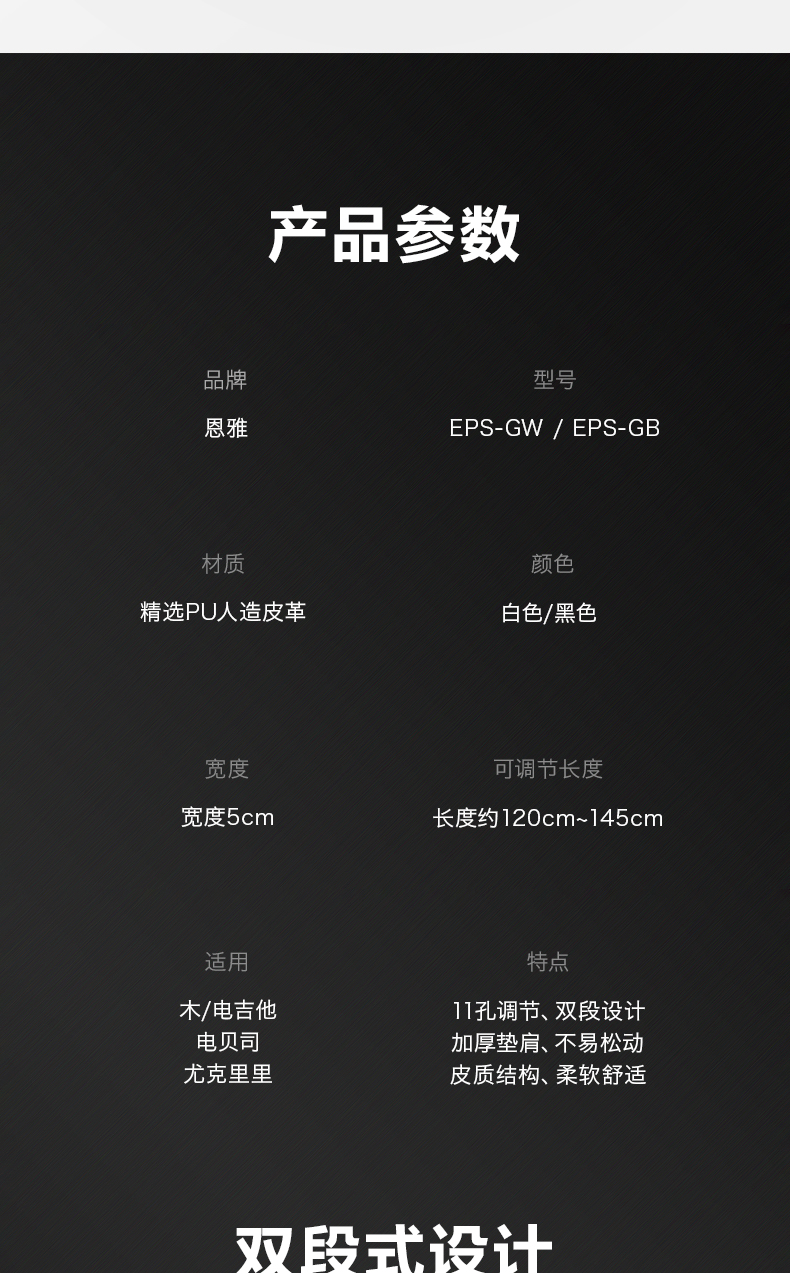 产品参数
品牌
型号
恩雅
EPS-GW / EPS-GB
材质
颜色
精选PU人造皮革
白色/黑色
宽度
可调节长度
宽度5cm
长度约120cm~145cm
适用
特点
木/电吉他
电贝司
尤克里里
11孔调节、双段设计
加厚垫肩、不易松动
皮质结构、柔软舒适
双段式设计